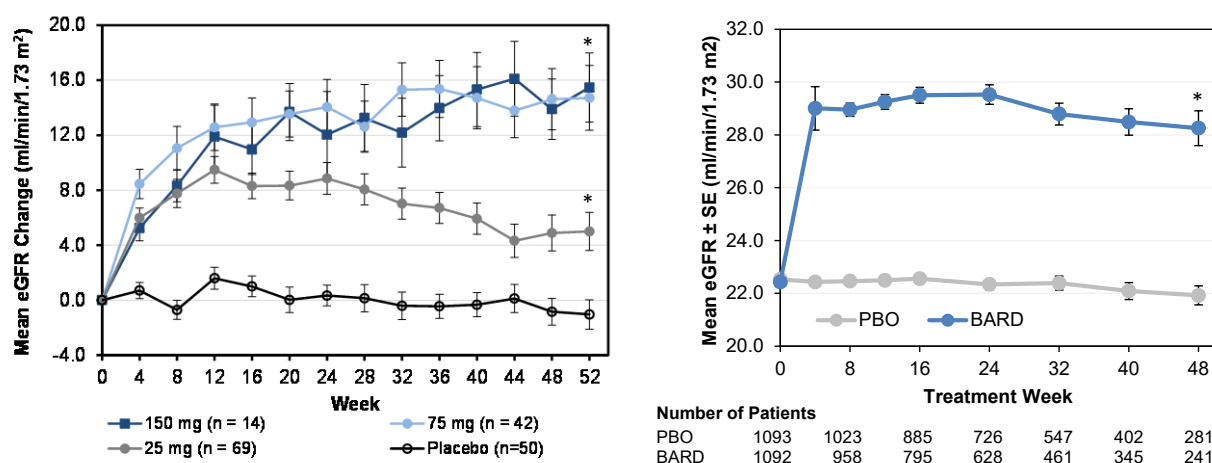 Mean eGFR Change (ml/min/1.73 m²)
20.0
16.0
12.0
8.0
4.0
0.0
-4.0
*
*
0 4 8 12 16 20 24 28 32 36 40 44 48 52
Week
150 mg (n = 14) 75 mg (n = 42)
25 mg (n = 69) Placebo (n=50)
Mean eGFR ± SE (ml/min/1.73 m2)
32.0
30.0
28.0
26.0
24.0
22.0
20.0
*
PBO BARD
0 8 16 24 32 40 48
Treatment Week
Number of Patients
PBO 1093 1023 885 726 547 402 281
BARD 1092 958 795 628 461 345 241